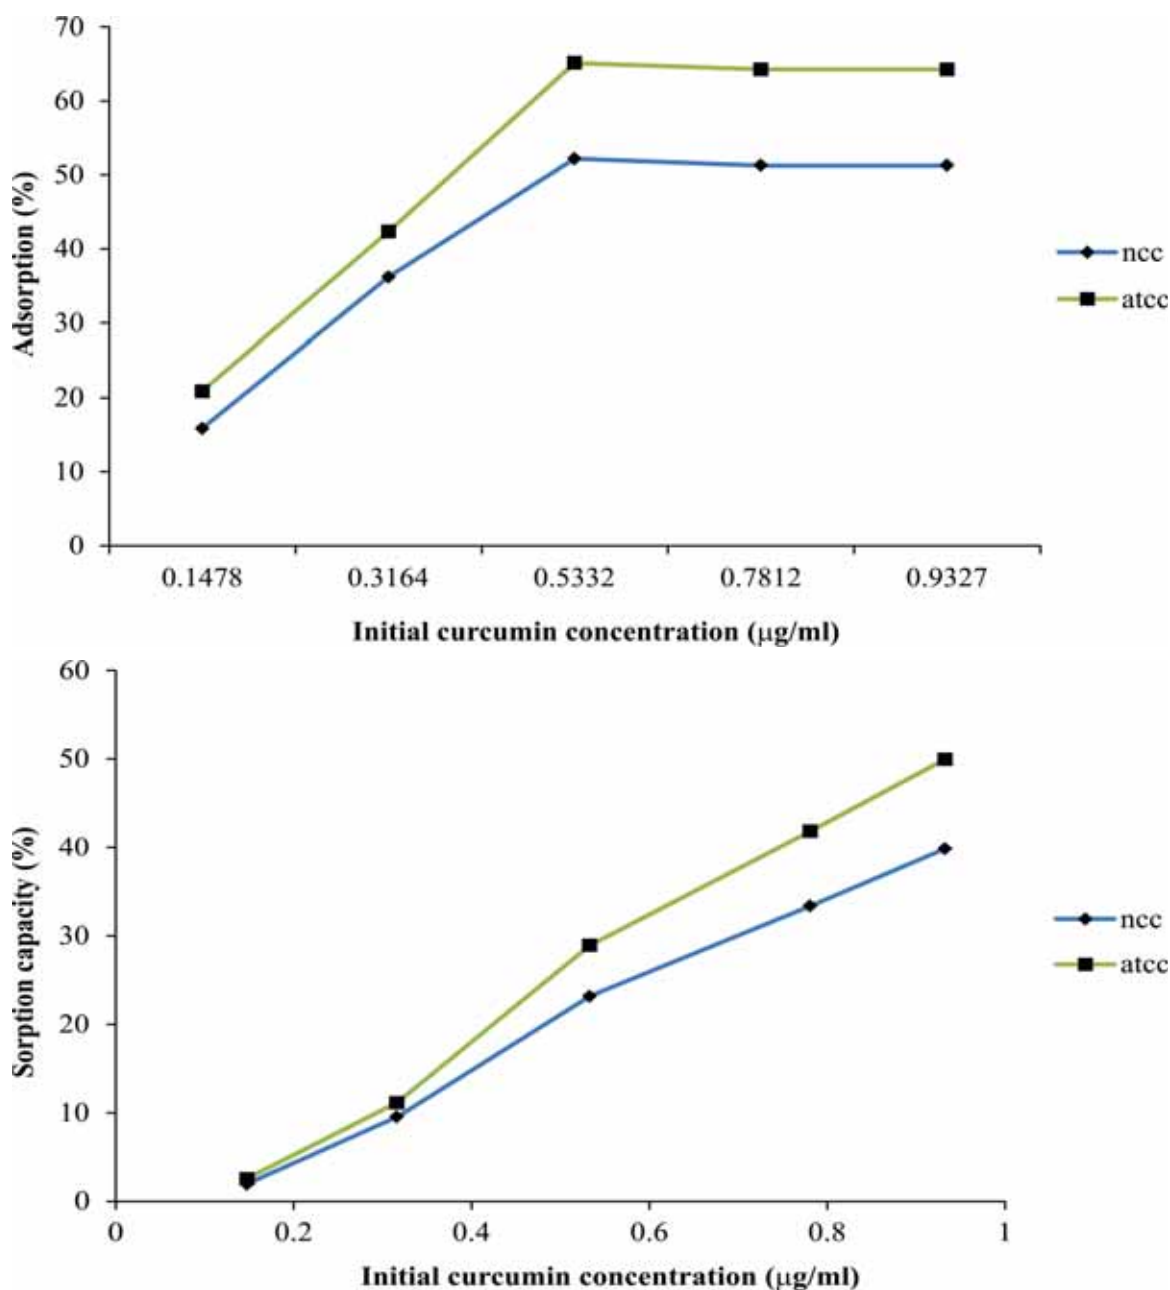 70
60
50
40
30
20
10
0
Adsorption (%)
ncc
atcc
0.1478 0.3164 0.5332 0.7812 0.9327
Initial curcumin concentration (μg/ml)
60
50
40
30
20
10
0
Sorption capacity (%)
ncc
atcc
0 0.2 0.4 0.6 0.8 1
Initial curcumin concentration (μg/ml)